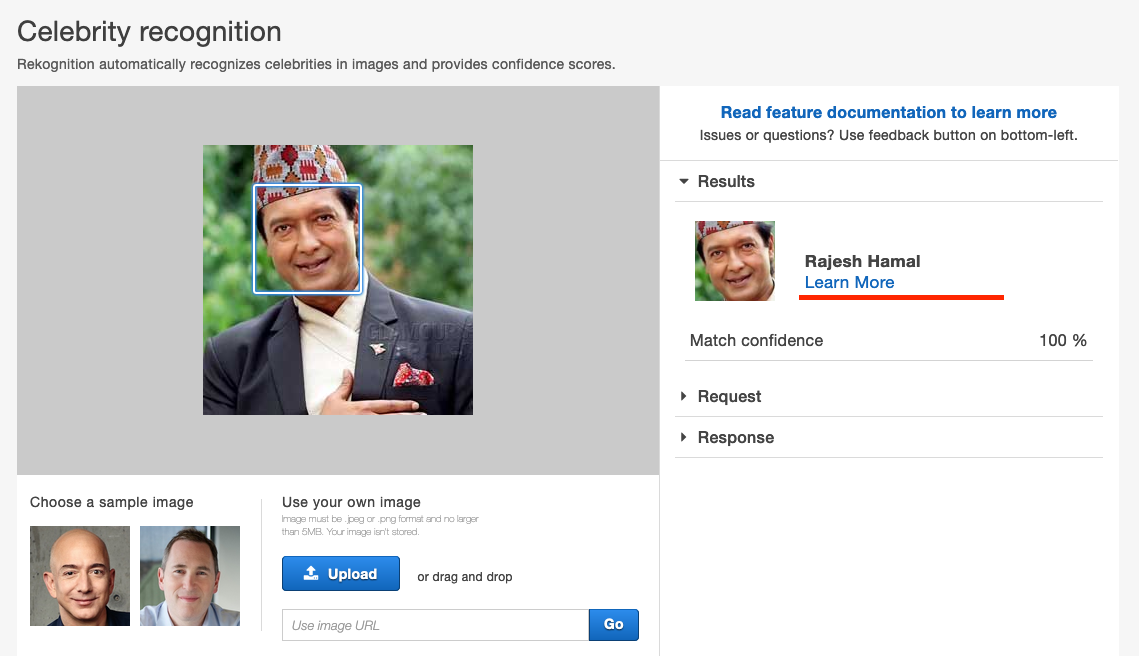 Celebrity recognition
Rekognition automatically recognizes celebrities in images and provides confidence scores.
Read feature documentation to learn more
Issues or questions? Use feedback button on bottom-left.
Results
Rajesh Hamal
Learn More
Match confidence 100 %
Request
Response
GLAMOUR
Choose a sample image
Use your own image
Image must be .jpeg or .png format and no larger
than 5MB. Your image isn't stored.
Upload
or drag and drop
Use image URL
Go